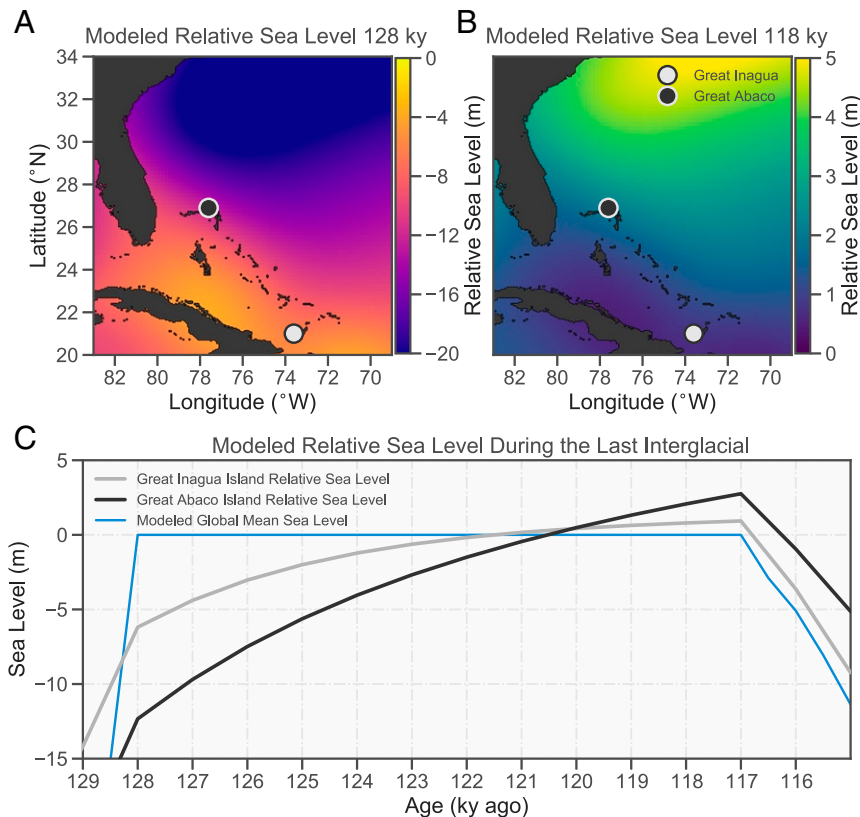 A
Modeled Relative Sea Level 128 ky
34
32
30
28
26
24
22
20
Latitude (°N)
82
80
78
76
74
72
70
Longitude (°W)
0
−4
−8
−12
−16
−20
Relative Sea Level (m)
B
Modeled Relative Sea Level 118 ky
Great Inagua
Great Abaco
82
80
78
76
74
72
70
Longitude (°W)
5
4
3
2
1
0
Relative Sea Level (m)
C
Modeled Relative Sea Level During the Last Interglacial
Great Inagua Island Relative Sea Level
Great Abaco Island Relative Sea Level
Modeled Global Mean Sea Level
5
0
−5
−10
−15
Sea Level (m)
129
128
127
126
125
124
123
122
121
120
119
118
117
116
Age (ky ago)